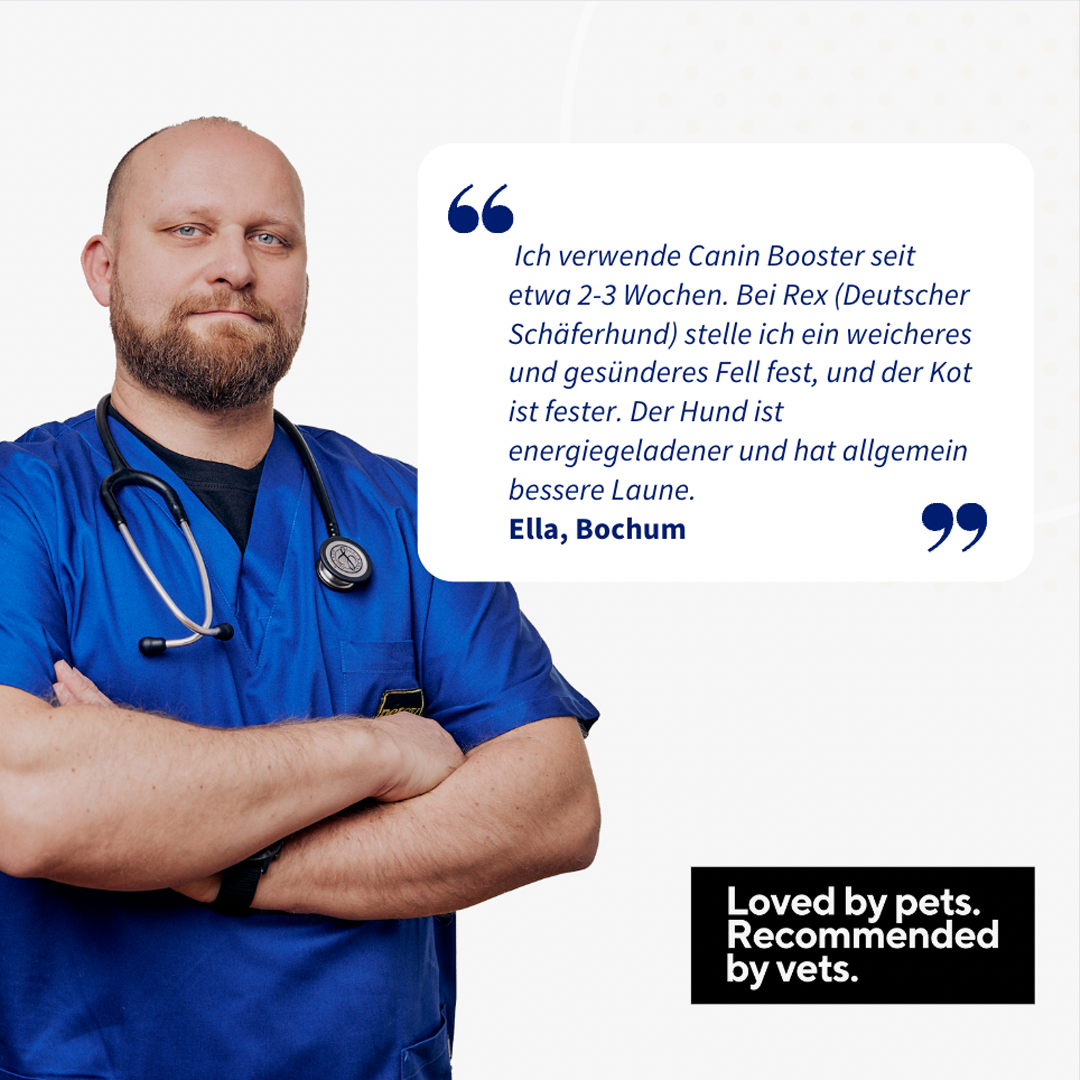 Ich verwende Canin Booster seit
etwa 2-3 Wochen. Bei Rex (Deutscher
Schäferhund) stelle ich ein weicheres
und gesünderes Fell fest, und der Kot
ist fester. Der Hund ist
energiegeladener und hat allgemein
bessere Laune.
Ella, Bochum
Loved by pets.
Recommended
by vets.